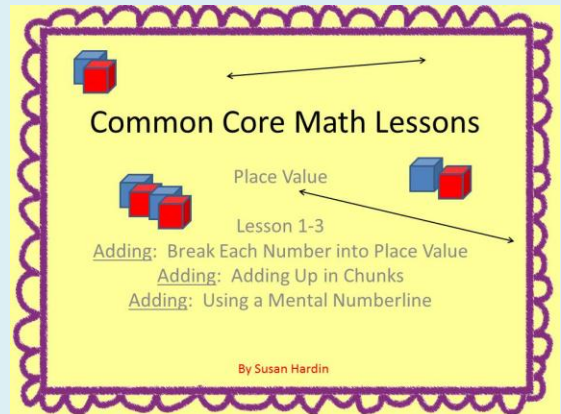 Common Core Math Lessons
Place Value
Lesson 1-3
Adding: Break Each Number into Place Value
Adding: Adding Up in Chunks
Adding: Using a Mental Numberline
By Susan Hardin